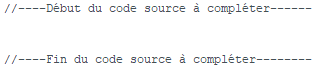 //----Début du code source à compléter------
//----Fin du code source à compléter--------